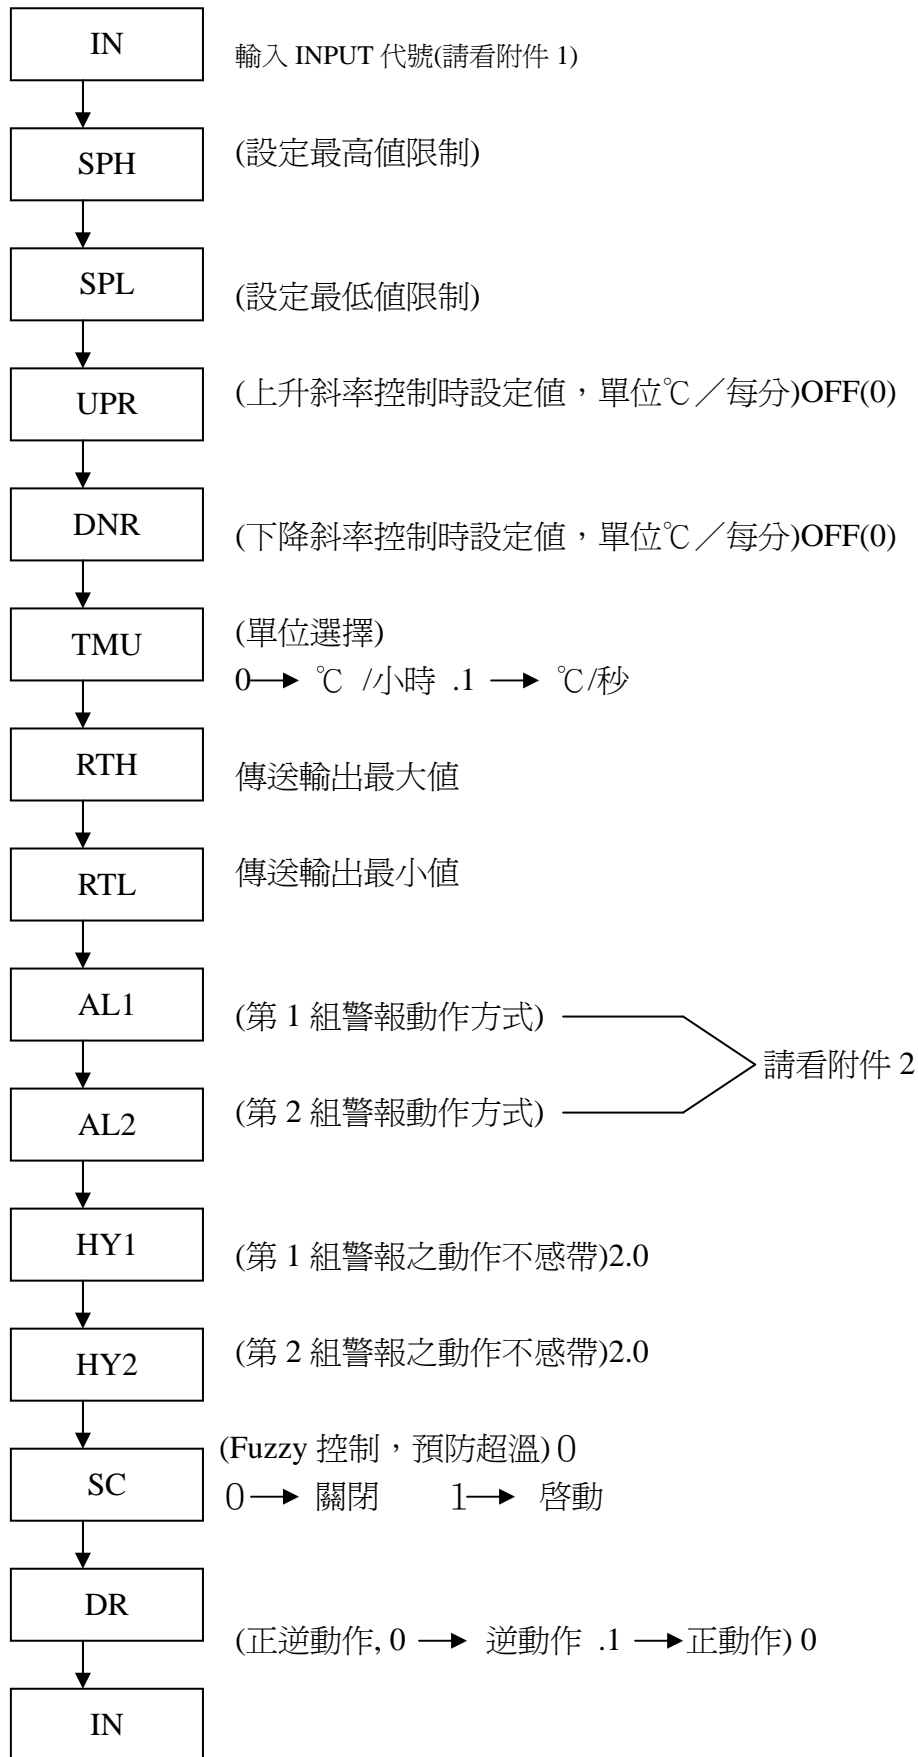 IN
輸入 INPUT 代號(請看附件 1)
SPH
(設定最高值限制)
SPL
(設定最低值限制)
UPR
(上升斜率控制時設定值，單位℃／每分)OFF(0)
DNR
(下降斜率控制時設定值，單位℃／每分)OFF(0)
TMU
(單位選擇)
0→ ℃ /小時 .1 → ℃/秒
RTH
傳送輸出最大值
RTL
傳送輸出最小值
AL1
(第 1 組警報動作方式)
請看附件 2
AL2
(第 2 組警報動作方式)
HY1
(第 1 組警報之動作不感帶)2.0
HY2
(第 2 組警報之動作不感帶)2.0
SC
(Fuzzy 控制，預防超溫)０
０→ 關閉 １→ 啓動
DR
(正逆動作, 0 → 逆動作 .1 →正動作) 0
IN